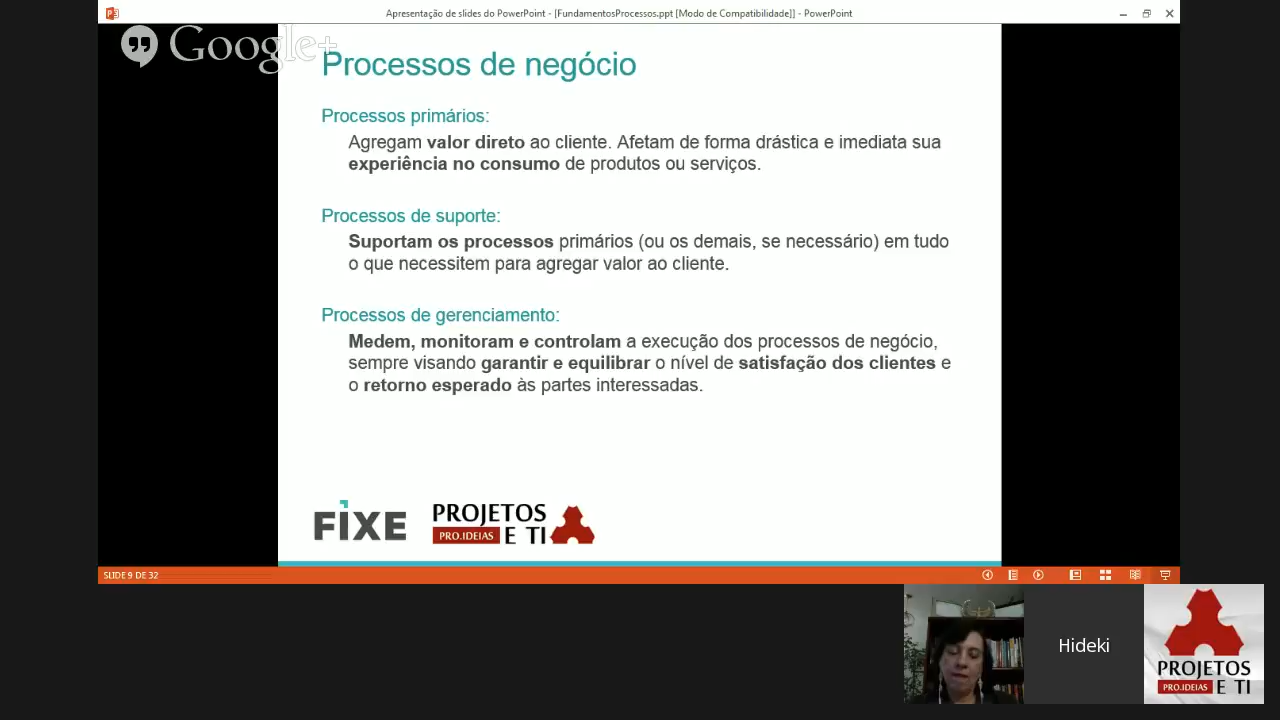 Apresentação de slides do PowerPoint - [FundamentosProcessos.ppt [Modo de Compatibilidade]] - PowerPoint
Google+
Processos de negócio
Processos primários:
Agregam valor direto ao cliente. Afetam de forma drástica e imediata sua
experiência no consumo de produtos ou serviços.
Processos de suporte:
Suportam os processos primários (ou os demais, se necessário) em tudo
o que necessitem para agregar valor ao cliente.
Processos de gerenciamento:
Medem, monitoram e controlam a execução dos processos de negócio,
sempre visando garantir e equilibrar o nível de satisfação dos clientes e
o retorno esperado às partes interessadas.
FIXE
PROJETOS
PRO.IDEIAS E TI
SLIDE 9 DE 32
Hideki
PROJETOS
PRO.IDEIAS E TI